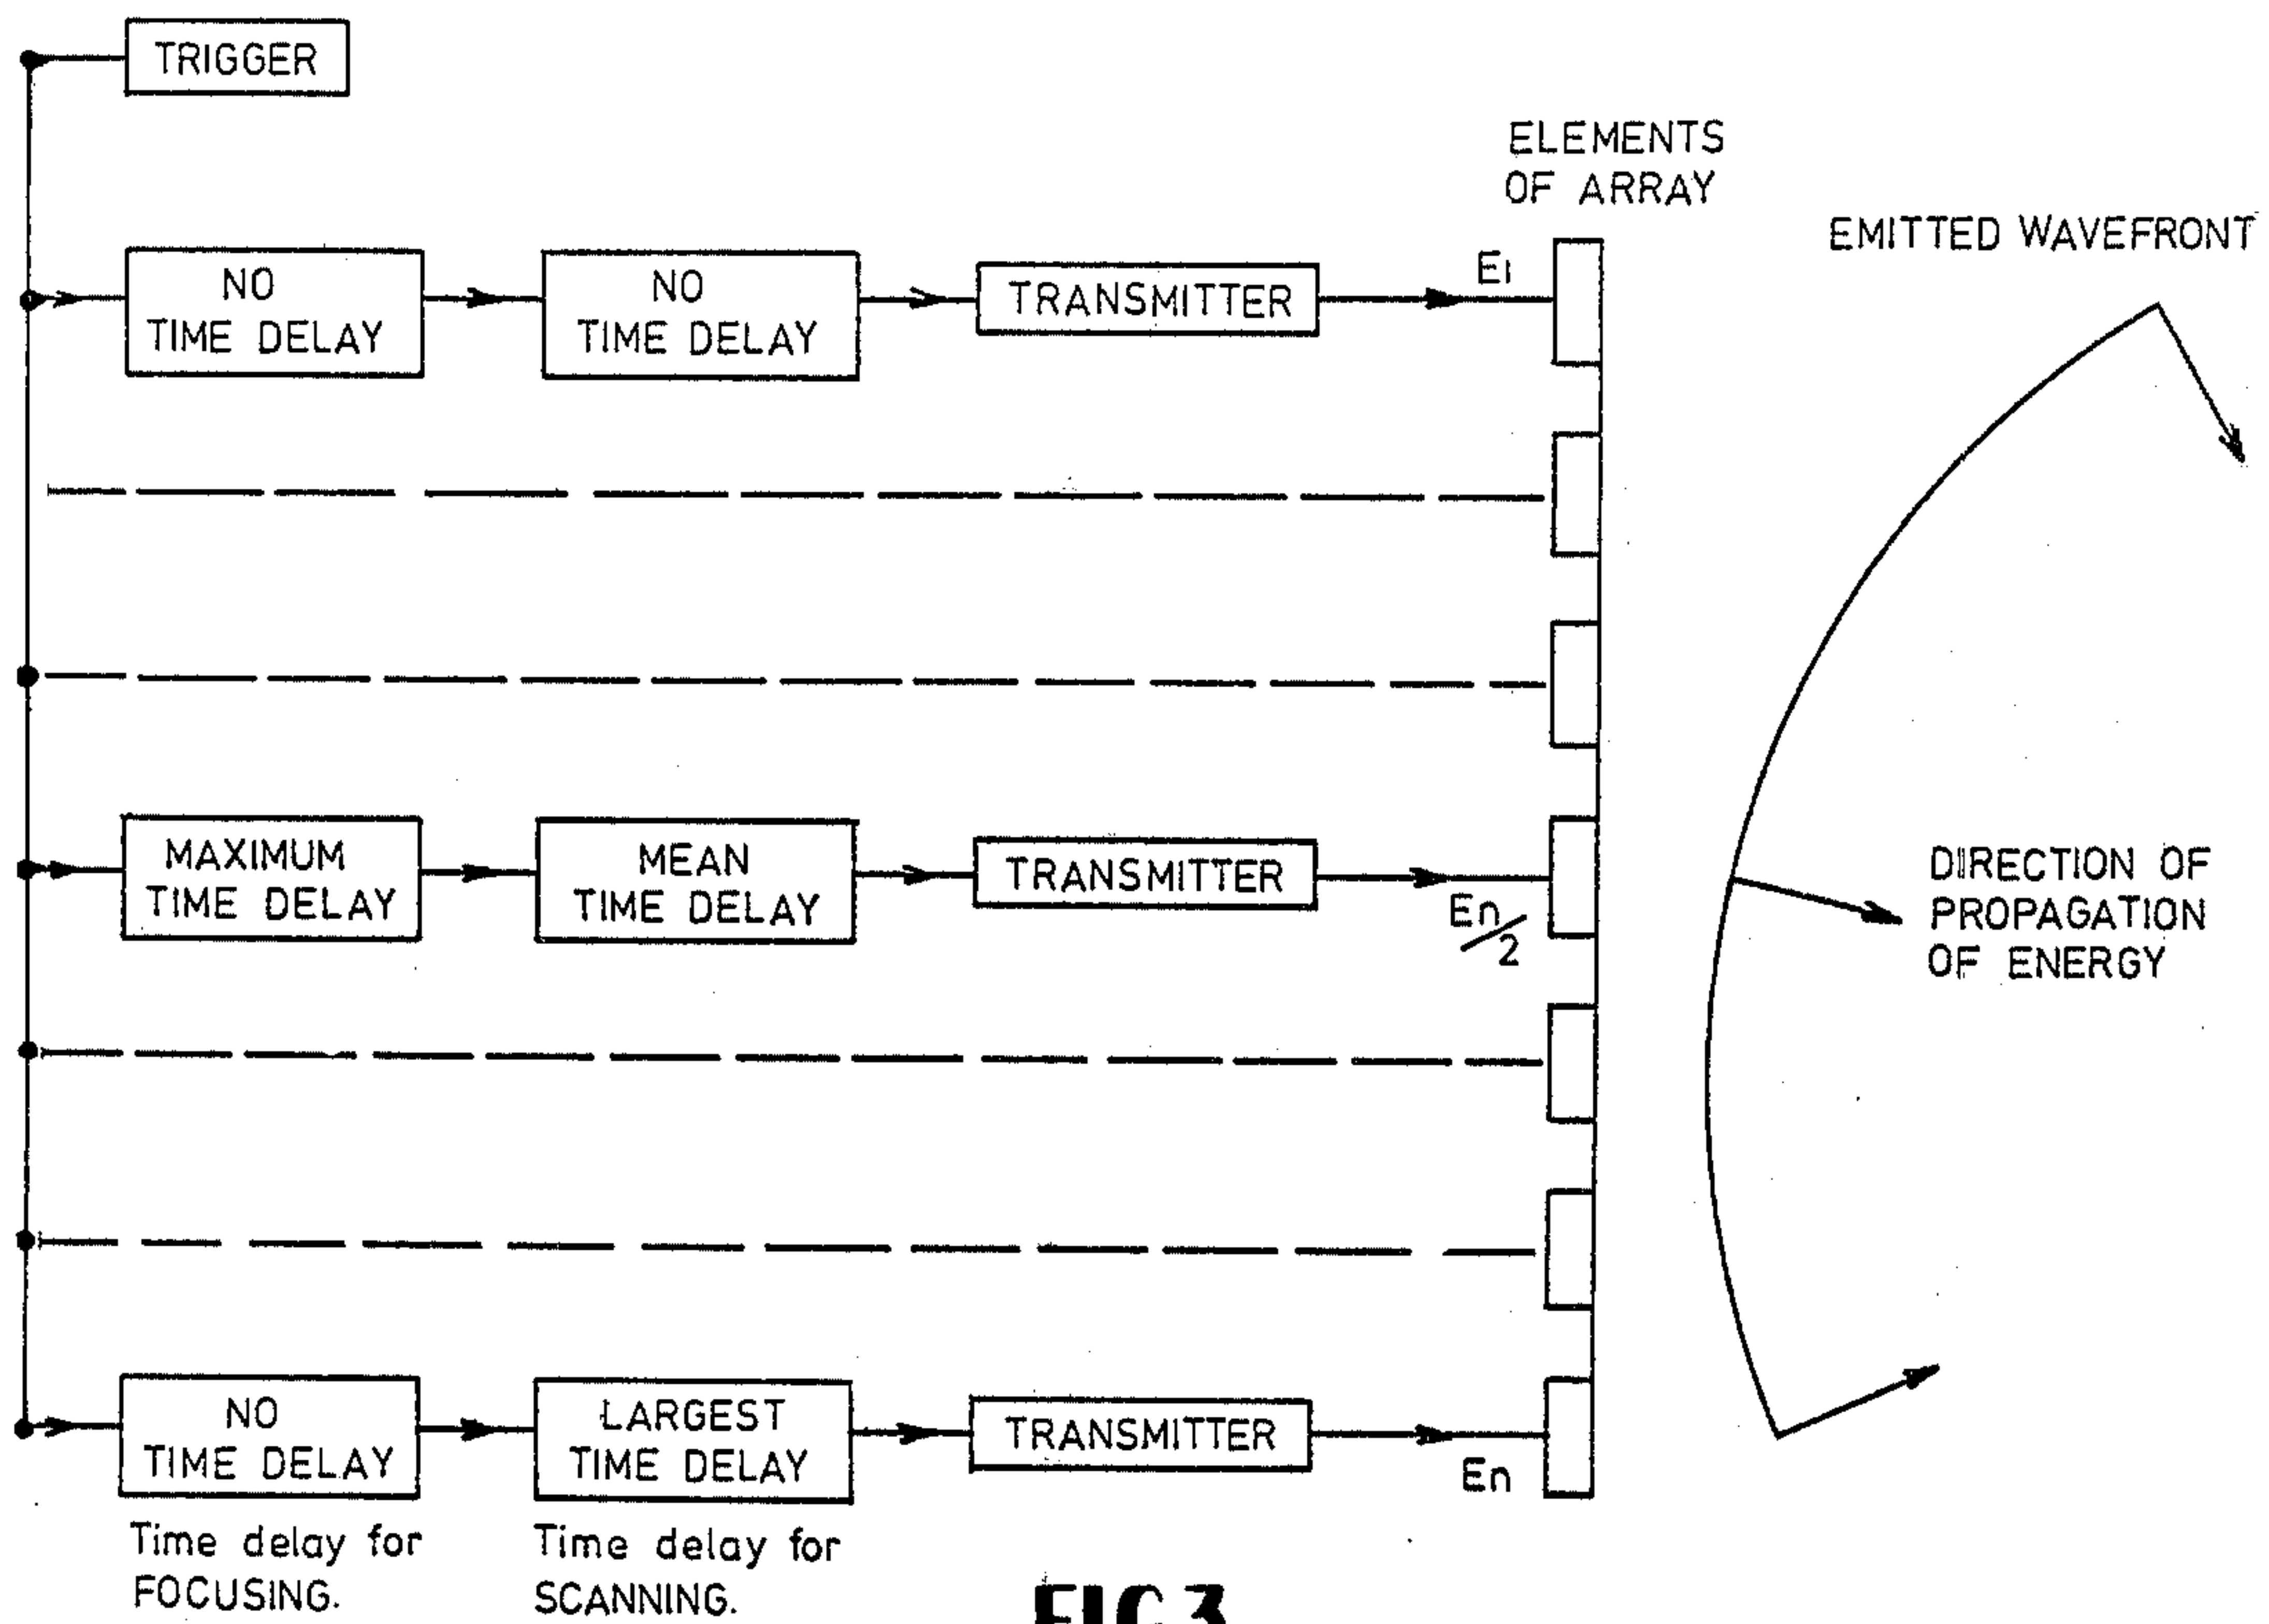 TRIGGER
ELEMENTS
OF ARRAY
EMITTED WAVEFRONT
NO
TIME DELAY
NO
TIME DELAY
TRANSMITTER
E1
MAXIMUM
TIME DELAY
MEAN
TIME DELAY
TRANSMITTER
En/2
DIRECTION OF
PROPAGATION
OF ENERGY
NO
TIME DELAY
LARGEST
TIME DELAY
TRANSMITTER
En
Time delay for
FOCUSING.
Time delay for
SCANNING.
FIG.3